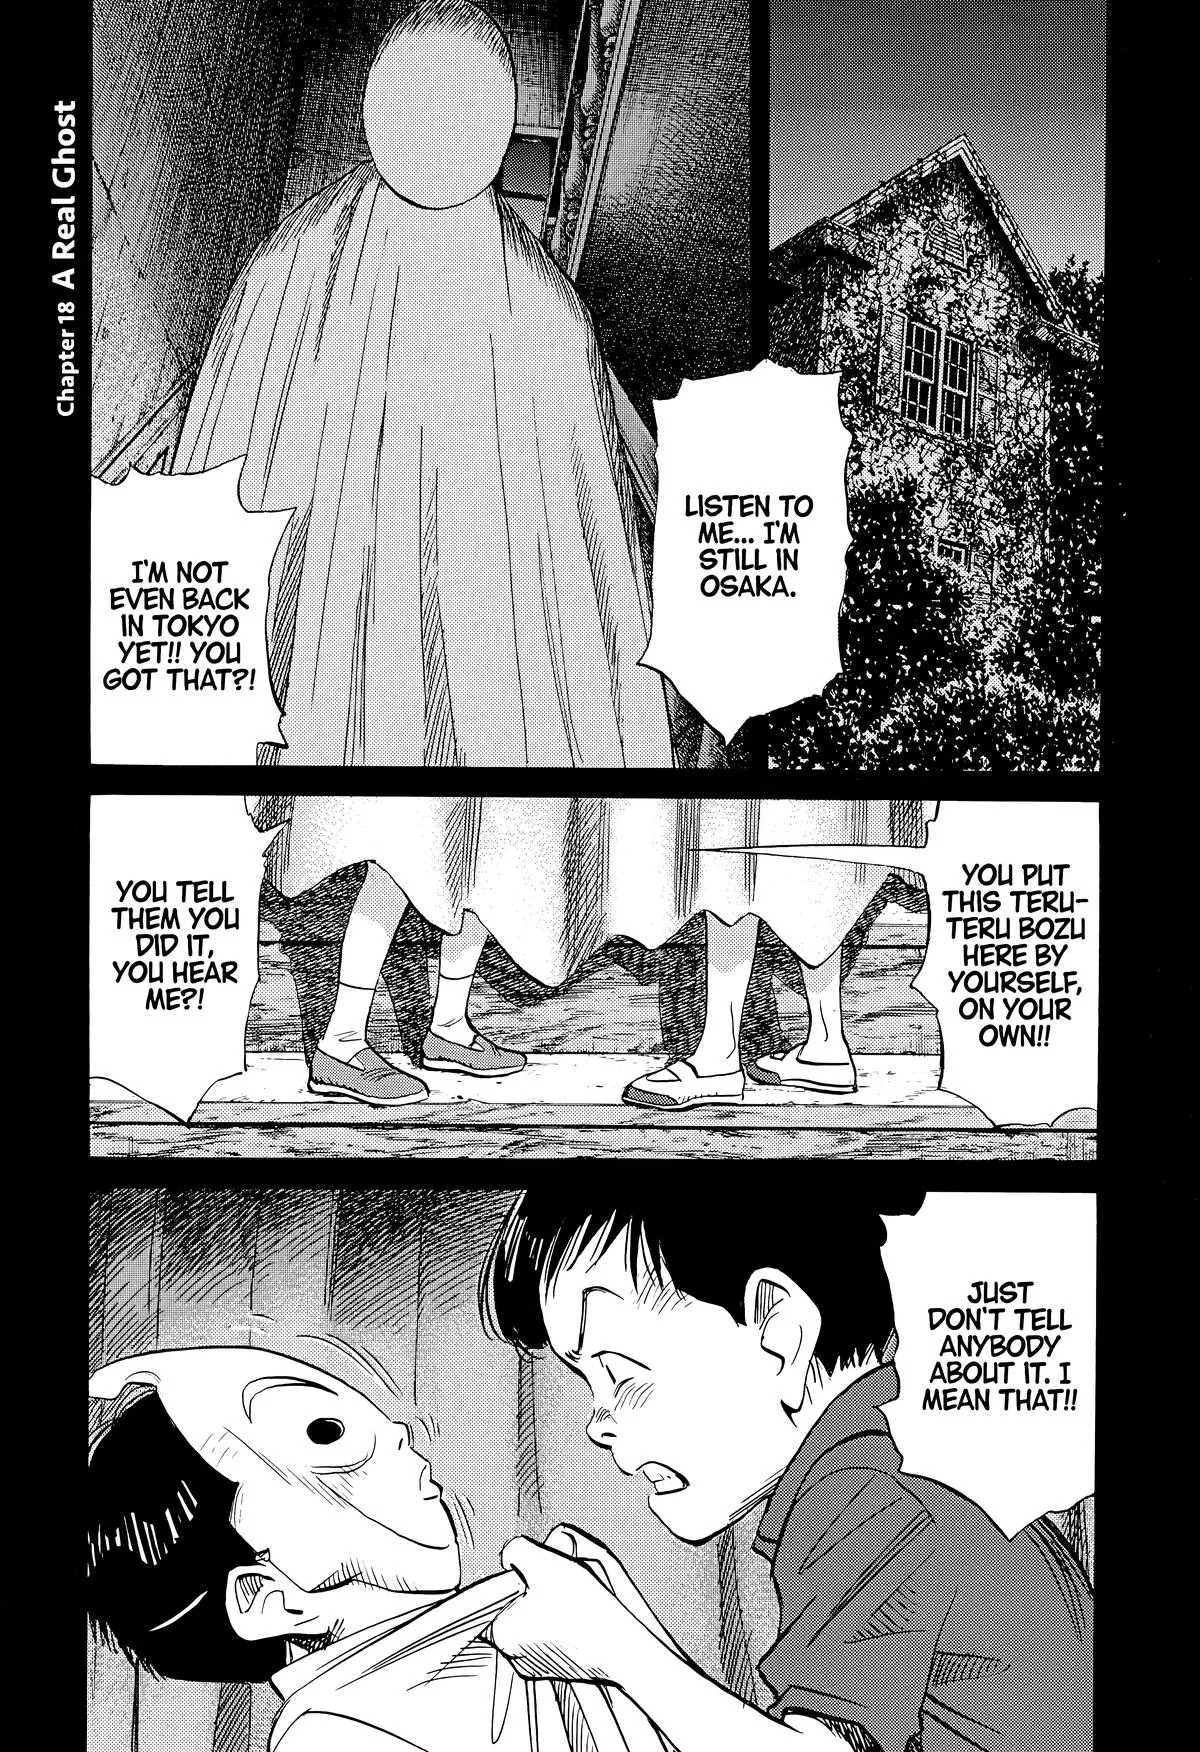 Chapter 18 A Real Ghost
LISTEN TO
ME... I'M
STILL IN
OSAKA.
I'M NOT
EVEN BACK
IN TOKYO
YET!! YOU
GOT THAT?!
YOU PUT
THIS TERU-
TERU BOZU
HERE BY
YOURSELF,
ON YOUR
OWN!!
YOU TELL
THEM YOU
DID IT,
YOU HEAR
ME?!
JUST
DON'T TELL
ANYBODY
ABOUT IT. I
MEAN THAT!!